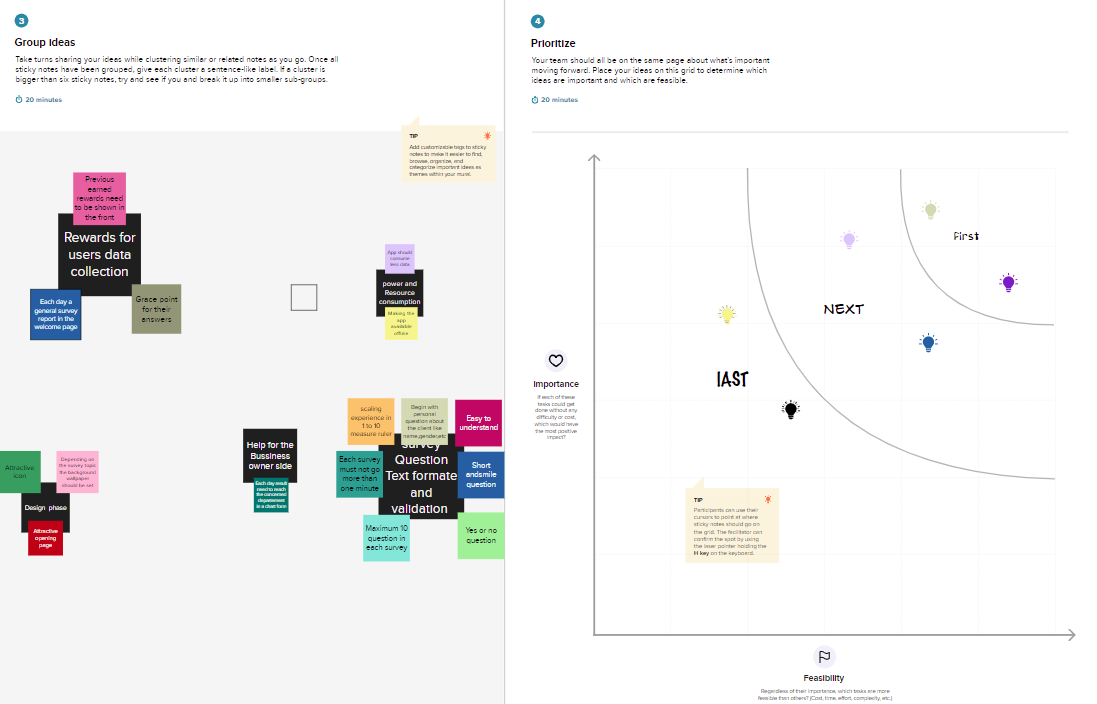 3
Group ideas
Take turns sharing your ideas while clustering similar or related notes as you go. Once all
sticky notes have been grouped, give each cluster a sentence-like label. If a cluster is
bigger than six sticky notes, try and see if you and break it up into smaller sub-groups.
20 minutes
TIP
Add customizable tags to sticky
notes to make it easier to find,
browse, organize, and
categorize important ideas as
themes within your mural.
Previous
earned
rewards need
to be shown in
the front
Rewards for
users data
collection
Each day a
general survey
report in the
welcome page
Grace point
for their
answers
App should
consume
less data
power and
Resource
consumption
Making the
app
available
offline
scaling
experience in
1 to 10
measure ruler
Begin with
personal
question about
the client like
name,gender,etc
Easy to
understand
Help for the
Bussiness
owner side
Each day result
need to reach
the concerned
departement
in a chart form
Each survey
must not go
more than
one minute
survey
Question
Text formate
and
validation
Short
andsmile
question
Maximum 10
question in
each survey
Yes or no
question
Attractive
icon
Depending on
the survey topic
the background
wallpaper
should be set
Design phase
Attractive
opening
page
4
Prioritize
Your team should all be on the same page about what's important
moving forward. Place your ideas on this grid to determine which
ideas are important and which are feasible.
20 minutes
First
NEXT
lAST
Importance
If each of these
tasks could get
done without any
difficulty or cost,
which would have
the most positive
impact?
TIP
Participants can use their
cursors to point at where
sticky notes should go on
the grid. The facilitator can
confirm the spot by using
the laser pointer holding the
H key on the keyboard.
Feasibility
Regardless of their importance, which tasks are more
feasible than others? (Cost, time, effort, complexity, etc.)